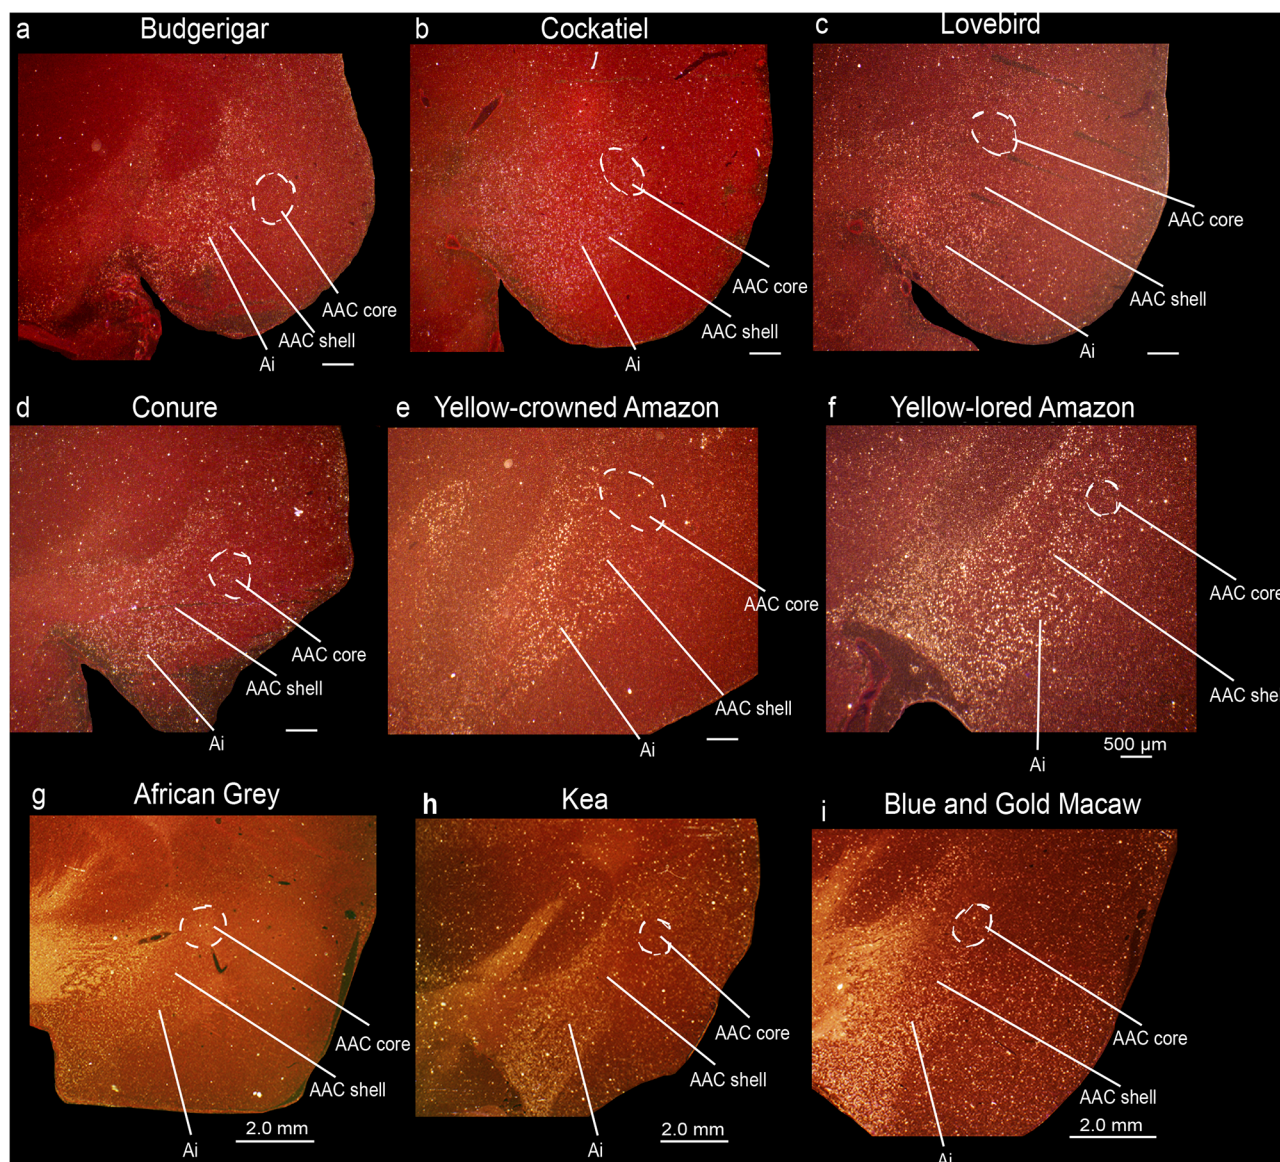 a Budgerigar
b Cockatiel
c Lovebird
AAC core
AAC shell
Ai
AAC core
AAC shell
Ai
AAC core
AAC shell
Ai
d Conure
e Yellow-crowned Amazon
f Yellow-lored Amazon
AAC core
AAC shell
Ai
AAC core
AAC shell
Ai
AAC core
AAC she
Ai
500 µm
g African Grey
h Kea
i Blue and Gold Macaw
AAC core
AAC shell
Ai
2.0 mm
AAC core
AAC shell
Ai
2.0 mm
AAC core
AAC shell
Ai
2.0 mm